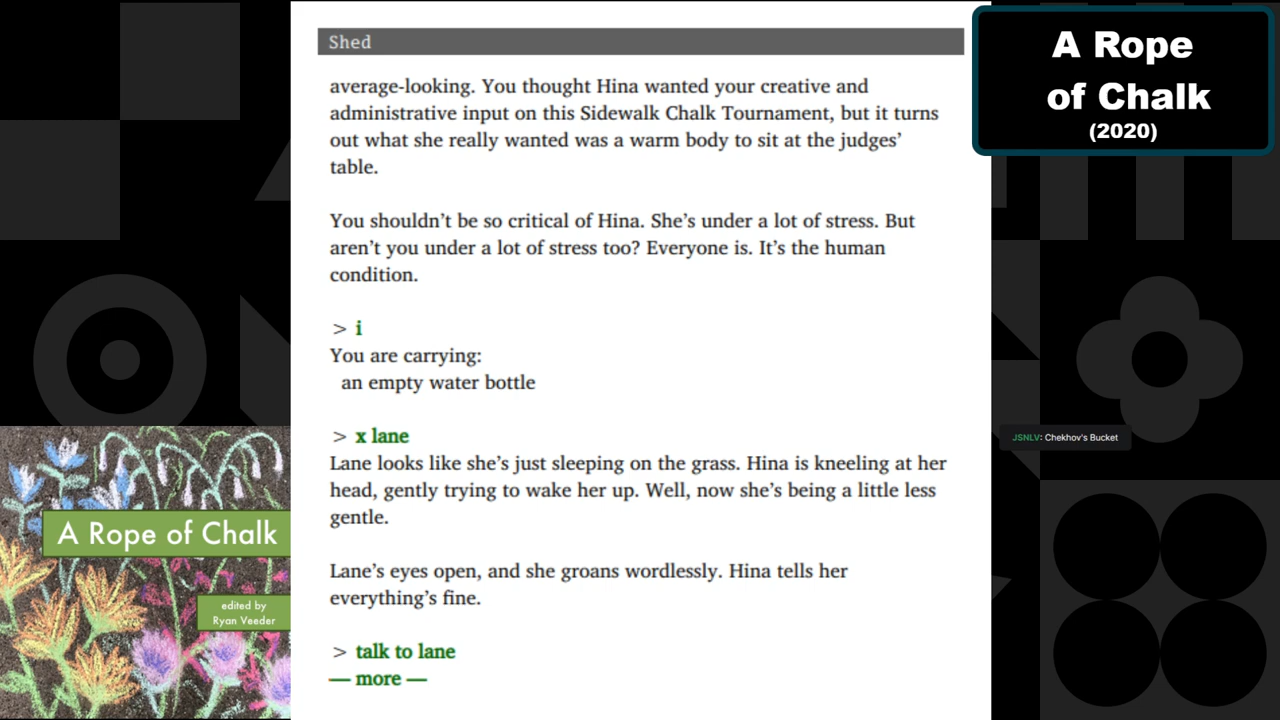 Shed
average-looking. You thought Hina wanted your creative and
administrative input on this Sidewalk Chalk Tournament, but it turns
out what she really wanted was a warm body to sit at the judges’
table.
You shouldn’t be so critical of Hina. She’s under a lot of stress. But
aren’t you under a lot of stress too? Everyone is. It’s the human
condition.
> i
You are carrying:
an empty water bottle
> x lane
Lane looks like she’s just sleeping on the grass. Hina is kneeling at her
head, gently trying to wake her up. Well, now she’s being a little less
gentle.
Lane’s eyes open, and she groans wordlessly. Hina tells her
everything’s fine.
> talk to lane
— more —
A Rope
of Chalk
(2020)
JSNLV: Chekhov's Bucket
A Rope of Chalk
edited by
Ryan Veeder